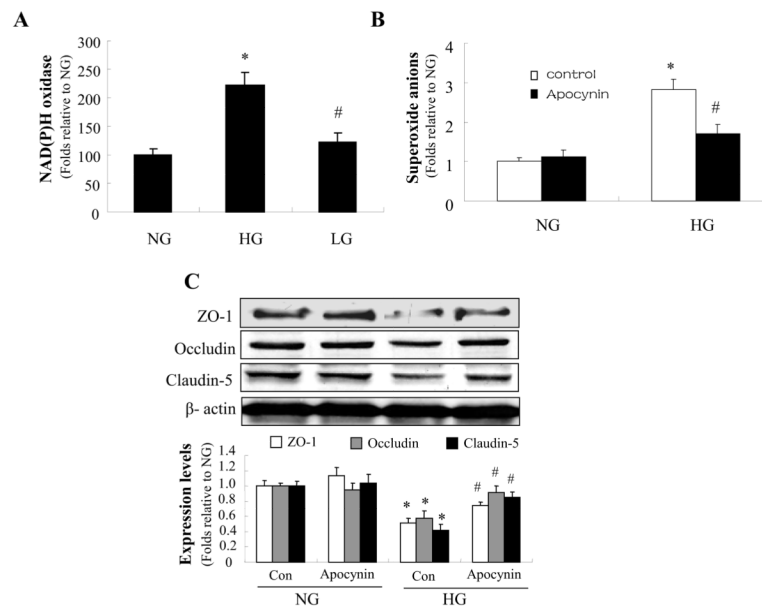 A
NAD(P)H oxidase
(Folds relative to NG)
300
250
200
150
100
50
0
*
#
NG HG LG
B
Superoxide anions
(Folds relative to NG)
4
3
2
1
0
control
Apocynin
*
#
NG HG
C
ZO-1
Occludin
Claudin-5
β- actin
ZO-1 Occludin Claudin-5
Expression levels
(Folds relative to NG)
1.4
1.2
1.0
0.8
0.6
0.4
0.2
0
* * *
# # #
Con Apocynin Con Apocynin
NG HG